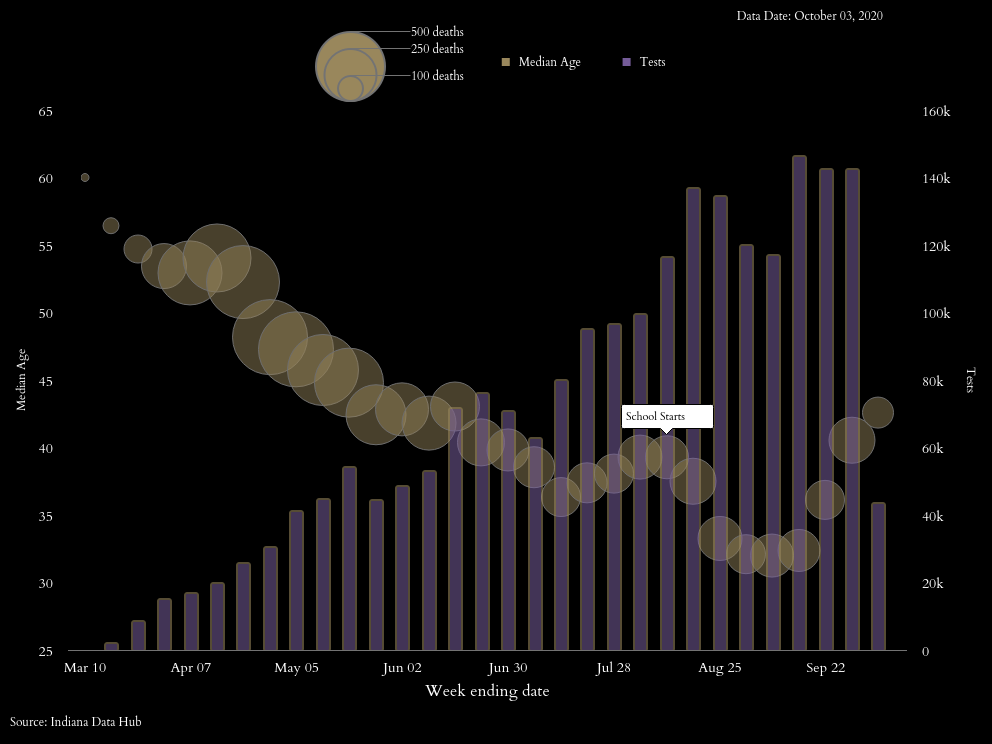 Data Date: October 03, 2020
500 deaths
250 deaths
100 deaths
Median Age
Tests
65
60
55
50
45
40
35
30
25
Median Age
160k
140k
120k
100k
80k
60k
40k
20k
0
Tests
School Starts
Mar 10 Apr 07 May 05 Jun 02 Jun 30 Jul 28 Aug 25 Sep 22
Week ending date
Source: Indiana Data Hub